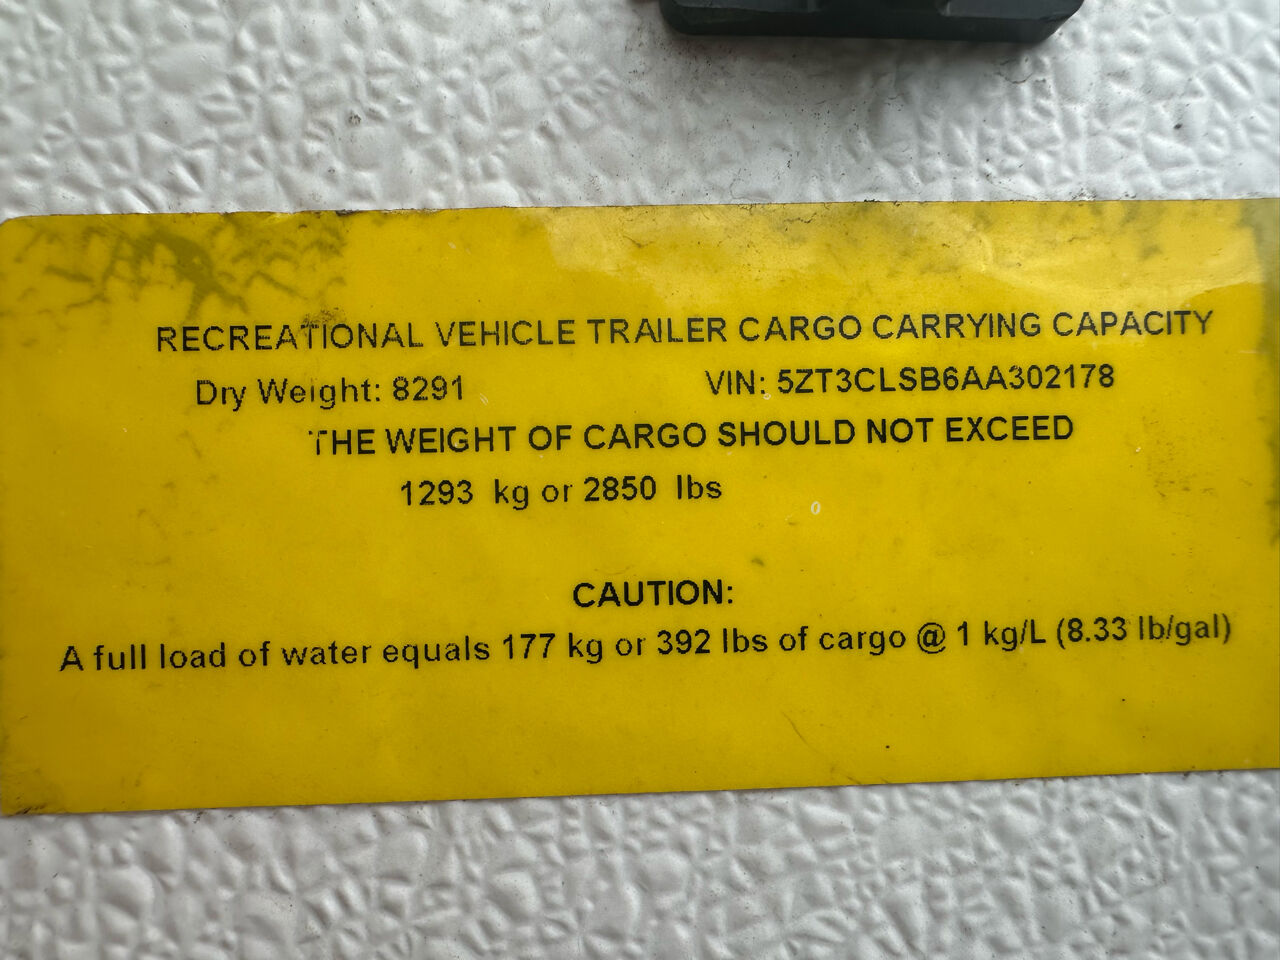 RECREATIONAL VEHICLE TRAILER CARGO CARRYING CAPACITY
Dry Weight: 8291 VIN: 5ZT3CLSB6AA302178
THE WEIGHT OF CARGO SHOULD NOT EXCEED
1293 kg or 2850 lbs
CAUTION:
A full load of water equals 177 kg or 392 lbs of cargo @ 1 kg/L (8.33 lb/gal)